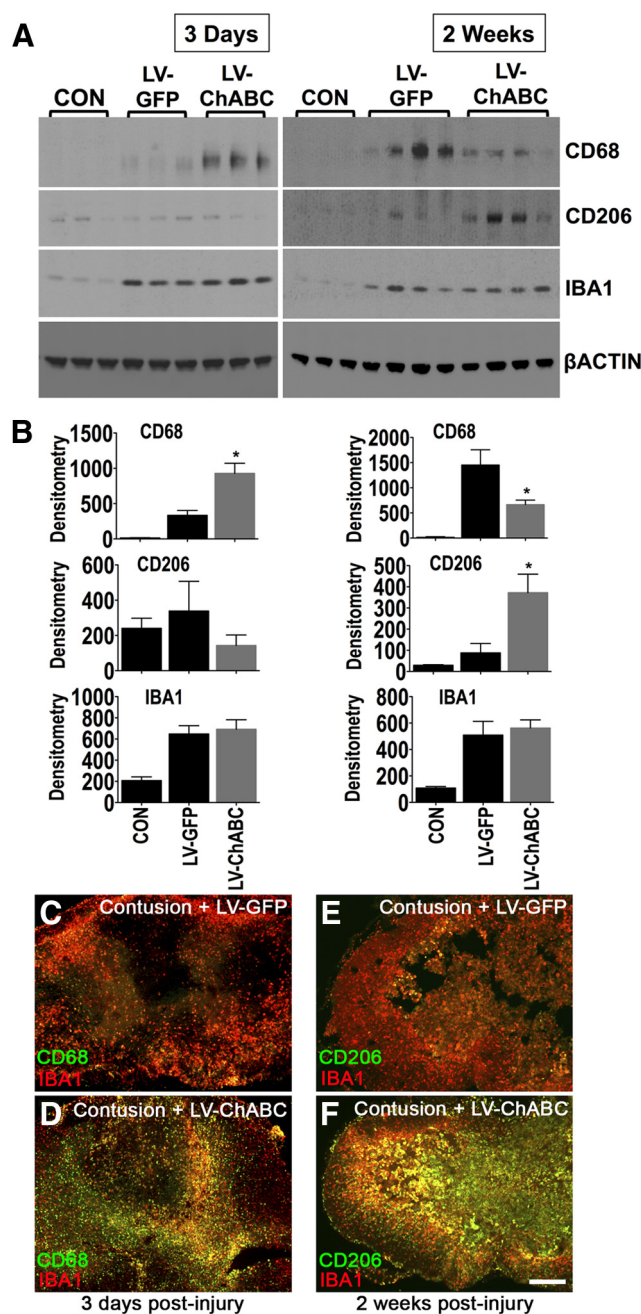 A
3 Days
2 Weeks
CON
LV-
GFP
LV-
ChABC
CON
LV-
GFP
LV-
ChABC
CD68
CD206
IBA1
βACTIN
B
Densitometry
1500
1000
500
0
CD68
*
Densitometry
2000
1500
1000
500
0
CD68
*
Densitometry
600
400
200
0
CD206
Densitometry
500
400
300
200
100
0
CD206
*
Densitometry
1000
800
600
400
200
0
IBA1
CON
LV-GFP
LV-ChABC
Densitometry
800
600
400
200
0
IBA1
CON
LV-GFP
LV-ChABC
C
Contusion + LV-GFP
CD68
IBA1
E
Contusion + LV-GFP
CD206
IBA1
D
Contusion + LV-ChABC
CD68
IBA1
F
Contusion + LV-ChABC
CD206
IBA1
3 days post-injury
2 weeks post-injury